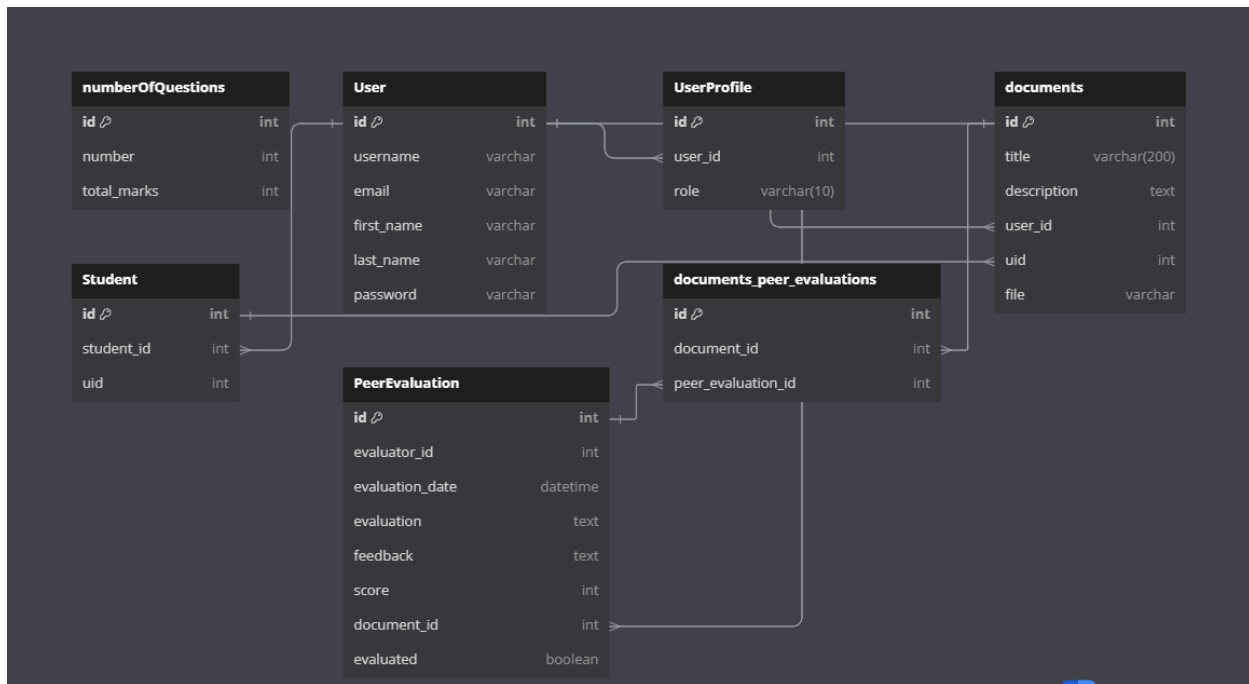 numberOfQuestions
id int
number int
total_marks int
User
id int
username varchar
email varchar
first_name varchar
last_name varchar
password varchar
UserProfile
id int
user_id int
role varchar(10)
documents
id int
title varchar(200)
description text
user_id int
uid int
file varchar
Student
id int
student_id int
uid int
documents_peer_evaluations
id int
document_id int
peer_evaluation_id int
PeerEvaluation
id int
evaluator_id int
evaluation_date datetime
evaluation text
feedback text
score int
document_id int
evaluated boolean